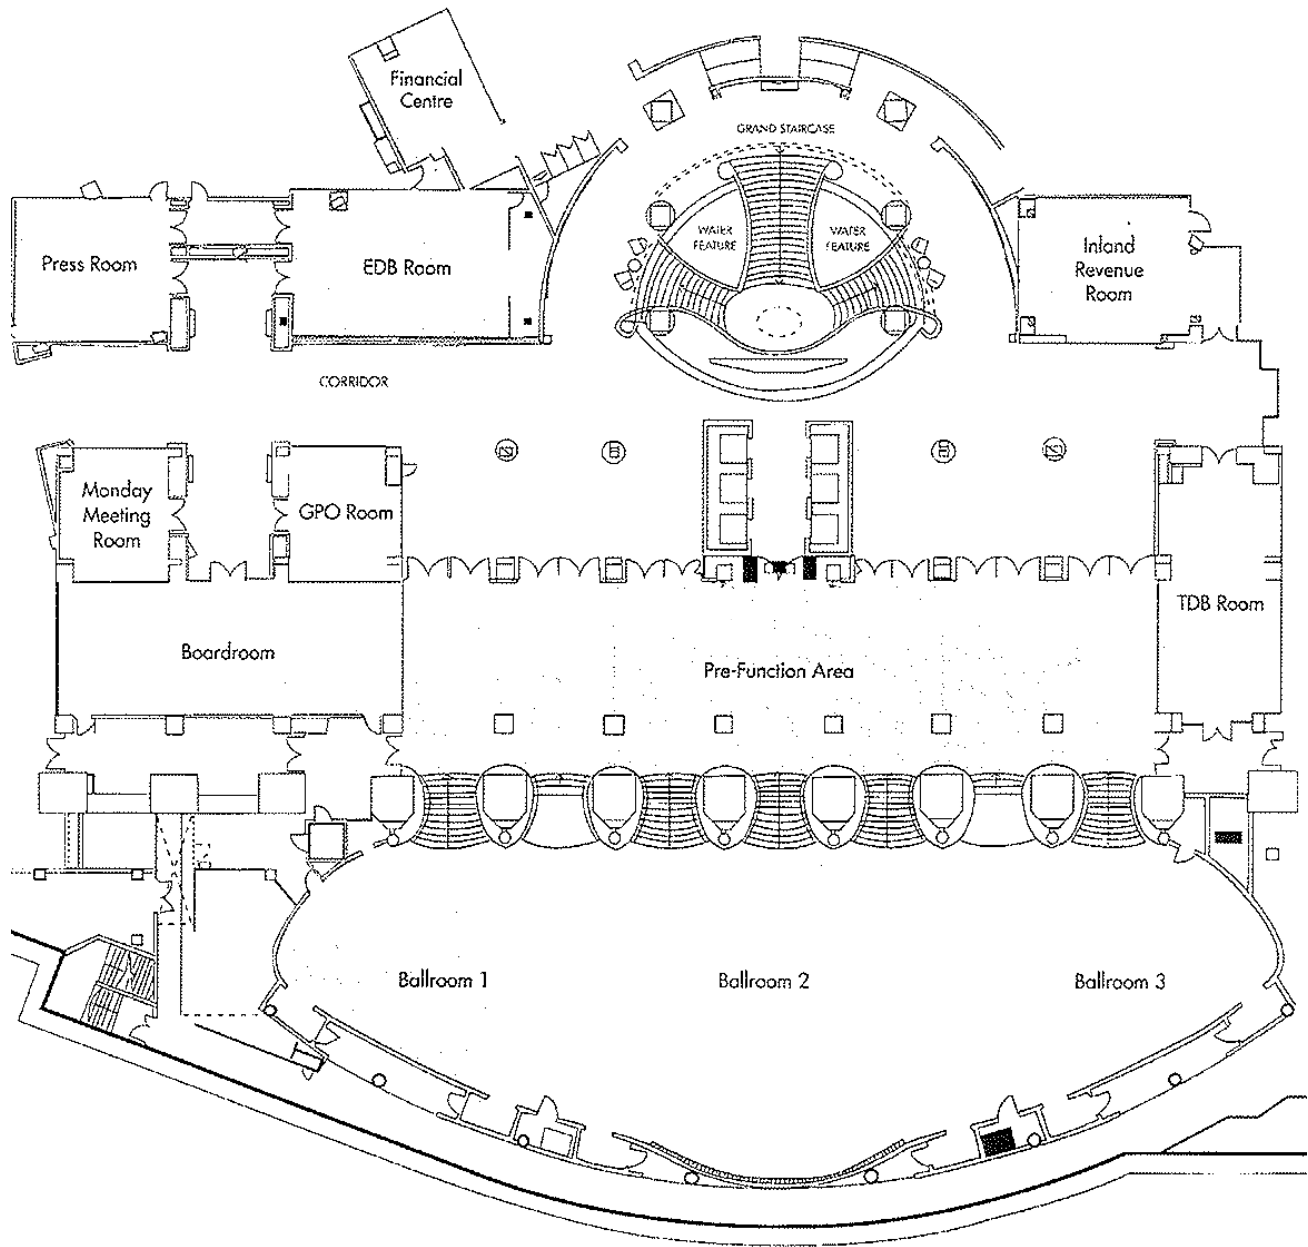 Financial
Centre
GRAND STAIRCASE
WATER
FEATURE
WATER
FEATURE
Press Room
EDB Room
Inland
Revenue
Room
CORRIDOR
Monday
Meeting
Room
GPO Room
TDB Room
Boardroom
Pre-Function Area
Ballroom 1
Ballroom 2
Ballroom 3